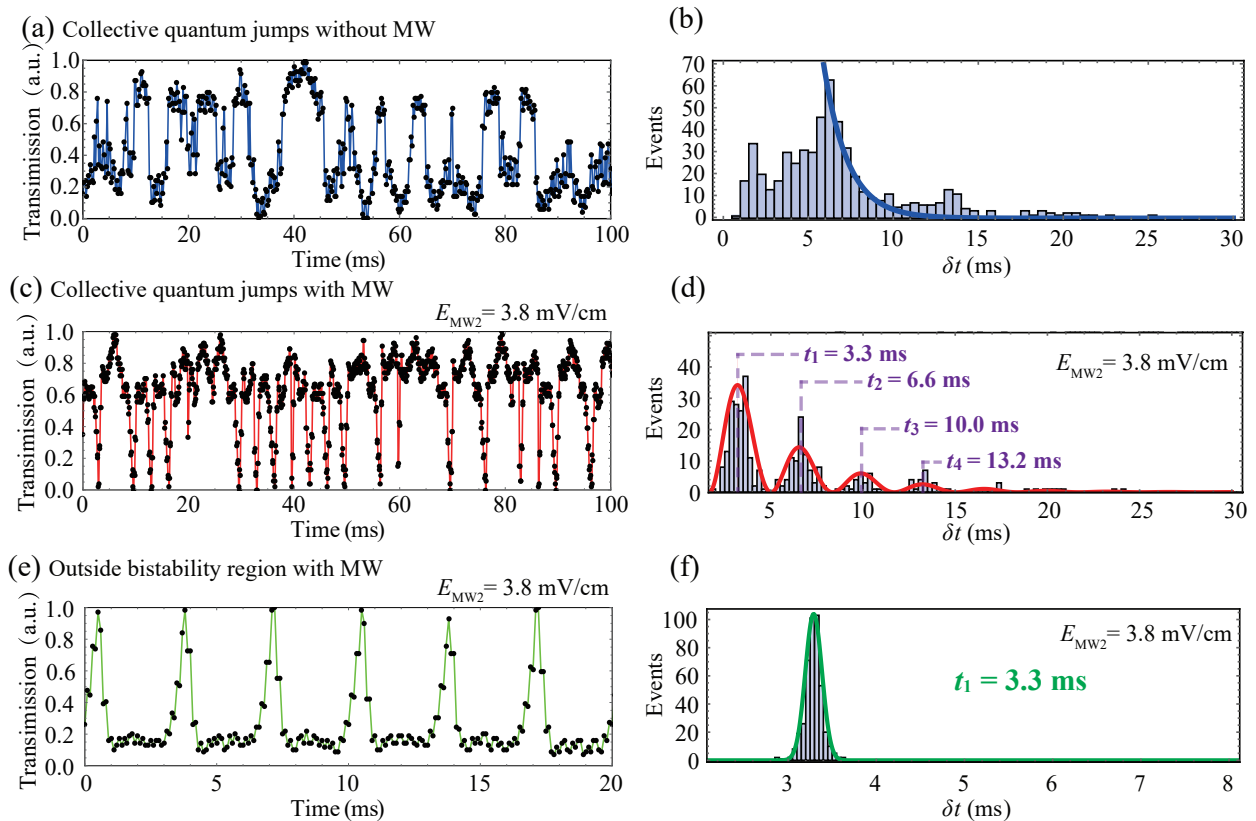 (a) Collective quantum jumps without MW
Transimission (a.u.)
1.0
0.8
0.6
0.4
0.2
0.0
0 20 40 60 80 100
Time (ms)
(b)
Events
70
60
50
40
30
20
10
0
0 5 10 15 20 25 30
δt (ms)
(c) Collective quantum jumps with MW
E_MW2 = 3.8 mV/cm
Transimission (a.u.)
1.0
0.8
0.6
0.4
0.2
0.0
0 20 40 60 80 100
Time (ms)
(d)
Events
40
30
20
10
0
t₁ = 3.3 ms
E_MW2 = 3.8 mV/cm
t₂ = 6.6 ms
t₃ = 10.0 ms
t₄ = 13.2 ms
5 10 15 20 25 30
δt (ms)
(e) Outside bistability region with MW
E_MW2 = 3.8 mV/cm
Transimission (a.u.)
1.0
0.8
0.6
0.4
0.2
0.0
0 5 10 15 20
Time (ms)
(f)
Events
100
80
60
40
20
0
E_MW2 = 3.8 mV/cm
t₁ = 3.3 ms
3 4 5 6 7 8
δt (ms)